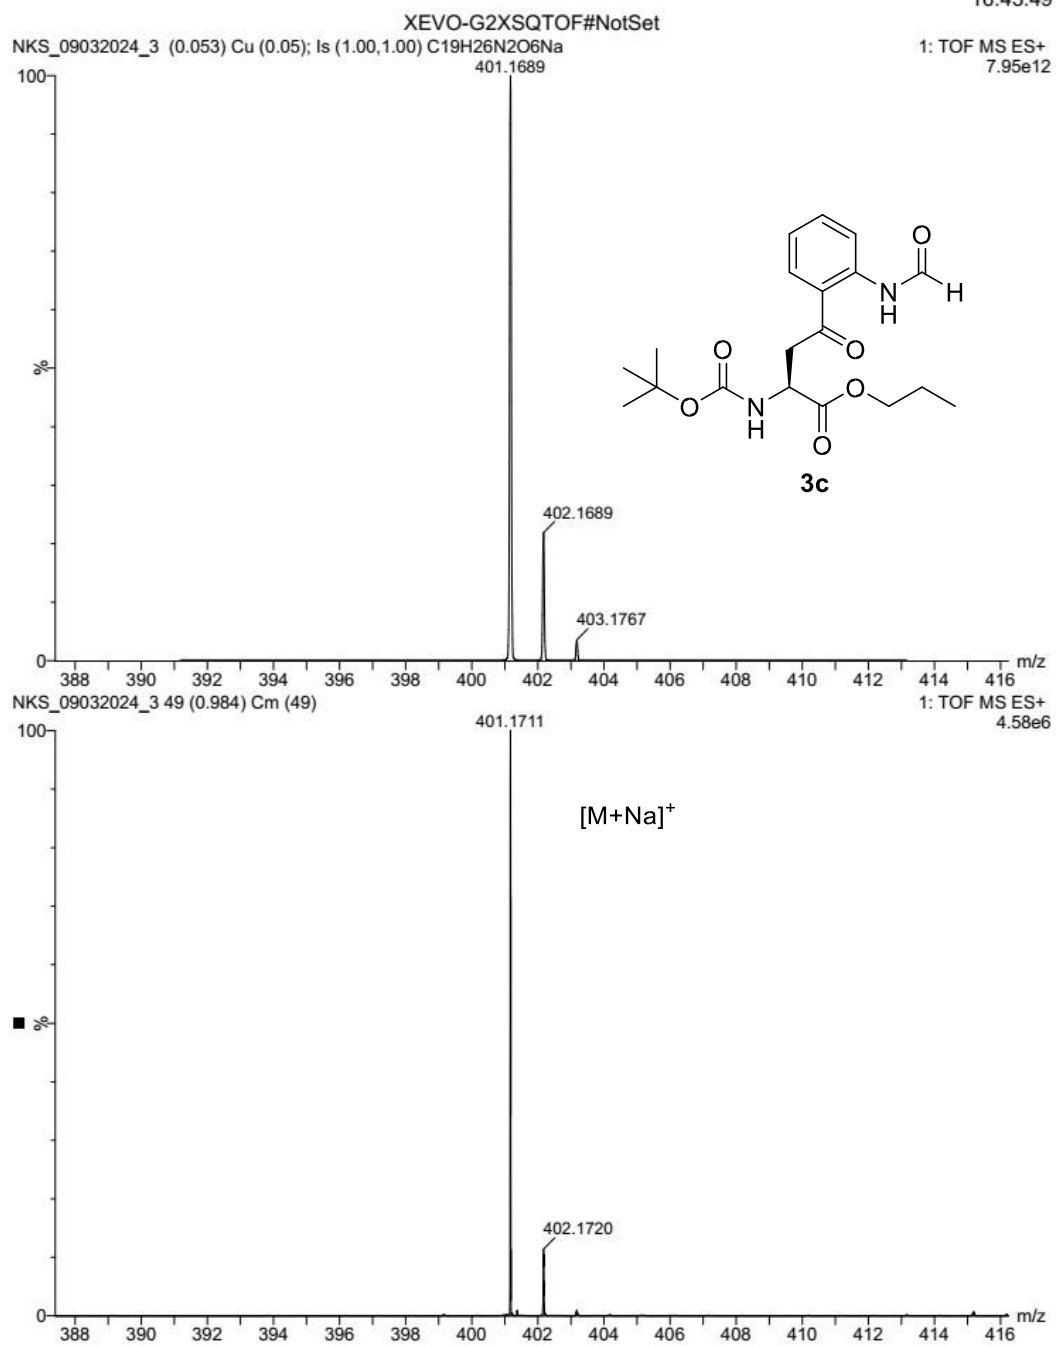 XEVO-G2XSQTOF#NotSet
NKS_09032024_3 (0.053) Cu (0.05); Is (1.00,1.00) C19H26N2O6Na
1: TOF MS ES+
401.1689
7.95e12
100
%
0
O
N
H
H
O
O
O
N
H
O
O
3c
402.1689
403.1767
388 390 392 394 396 398 400 402 404 406 408 410 412 414 416
m/z
NKS_09032024_3 49 (0.984) Cm (49)
1: TOF MS ES+
401.1711
4.58e6
100
[M+Na]+
%
402.1720
0
388 390 392 394 396 398 400 402 404 406 408 410 412 414 416
m/z